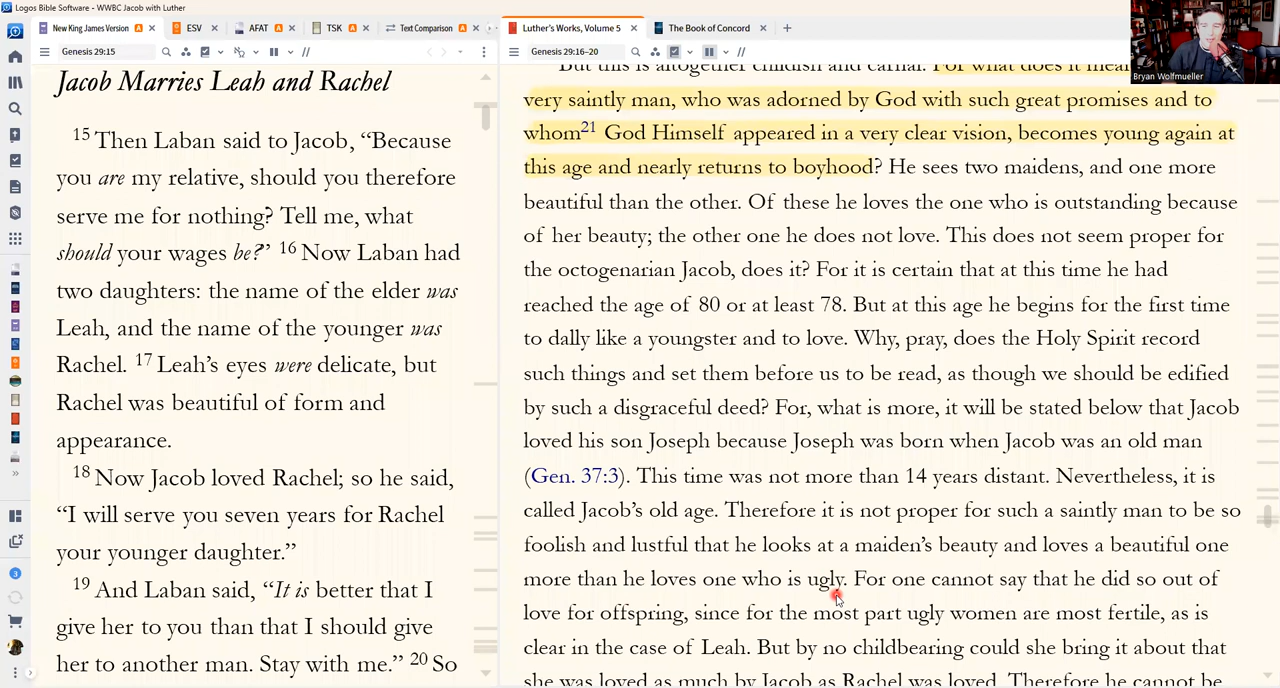 Logos Bible Software - WWBC Jacob with Luther
New King James Version A
ESV
AFAT A
TSK A
Text Comparison A
Luther's Works, Volume 5
The Book of Concord
Genesis 29:15
Genesis 29:16–20
Bryan Wolfmueller
Jacob Marries Leah and Rachel
15 Then Laban said to Jacob, “Because
you are my relative, should you therefore
serve me for nothing? Tell me, what
should your wages be?” 16 Now Laban had
two daughters: the name of the elder was
Leah, and the name of the younger was
Rachel. 17 Leah’s eyes were delicate, but
Rachel was beautiful of form and
appearance.
18 Now Jacob loved Rachel; so he said,
“I will serve you seven years for Rachel
your younger daughter.”
19 And Laban said, “It is better that I
give her to you than that I should give
her to another man. Stay with me.” 20 So
But this is altogether childish and carnal. For what does it mean
very saintly man, who was adorned by God with such great promises and to
whom21 God Himself appeared in a very clear vision, becomes young again at
this age and nearly returns to boyhood? He sees two maidens, and one more
beautiful than the other. Of these he loves the one who is outstanding because
of her beauty; the other one he does not love. This does not seem proper for
the octogenarian Jacob, does it? For it is certain that at this time he had
reached the age of 80 or at least 78. But at this age he begins for the first time
to dally like a youngster and to love. Why, pray, does the Holy Spirit record
such things and set them before us to be read, as though we should be edified
by such a disgraceful deed? For, what is more, it will be stated below that Jacob
loved his son Joseph because Joseph was born when Jacob was an old man
(Gen. 37:3). This time was not more than 14 years distant. Nevertheless, it is
called Jacob’s old age. Therefore it is not proper for such a saintly man to be so
foolish and lustful that he looks at a maiden’s beauty and loves a beautiful one
more than he loves one who is ugly. For one cannot say that he did so out of
love for offspring, since for the most part ugly women are most fertile, as is
clear in the case of Leah. But by no childbearing could she bring it about that
she was loved as much by Jacob as Rachel was loved. Therefore he cannot be
3